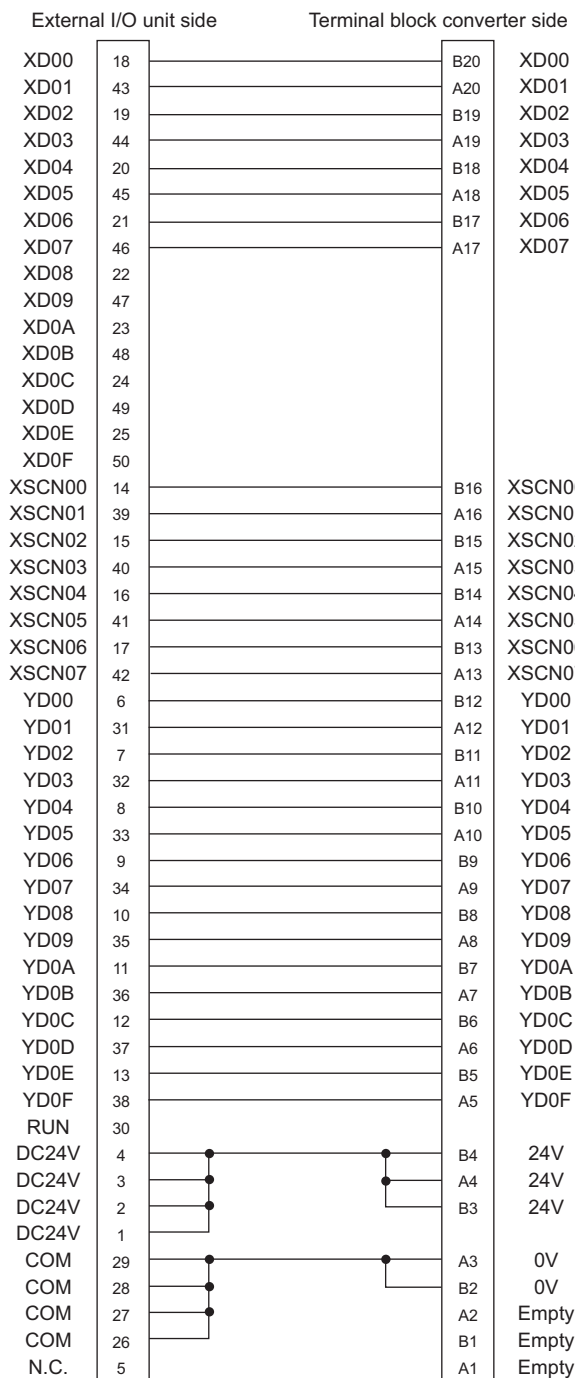 External I/O unit side Terminal block converter side
XD00 18 B20 XD00
XD01 43 A20 XD01
XD02 19 B19 XD02
XD03 44 A19 XD03
XD04 20 B18 XD04
XD05 45 A18 XD05
XD06 21 B17 XD06
XD07 46 A17 XD07
XD08 22
XD09 47
XD0A 23
XD0B 48
XD0C 24
XD0D 49
XD0E 25
XD0F 50
XSCN00 14 B16 XSCN0
XSCN01 39 A16 XSCN0
XSCN02 15 B15 XSCN0
XSCN03 40 A15 XSCN0
XSCN04 16 B14 XSCN0
XSCN05 41 A14 XSCN0
XSCN06 17 B13 XSCN0
XSCN07 42 A13 XSCN0
YD00 6 B12 YD00
YD01 31 A12 YD01
YD02 7 B11 YD02
YD03 32 A11 YD03
YD04 8 B10 YD04
YD05 33 A10 YD05
YD06 9 B9 YD06
YD07 34 A9 YD07
YD08 10 B8 YD08
YD09 35 A8 YD09
YD0A 11 B7 YD0A
YD0B 36 A7 YD0B
YD0C 12 B6 YD0C
YD0D 37 A6 YD0D
YD0E 13 B5 YD0E
YD0F 38 A5 YD0F
RUN 30
DC24V 4 B4 24V
DC24V 3 A4 24V
DC24V 2 B3 24V
DC24V 1
COM 29 A3 0V
COM 28 B2 0V
COM 27 A2 Empty
COM 26 B1 Empty
N.C. 5 A1 Empty